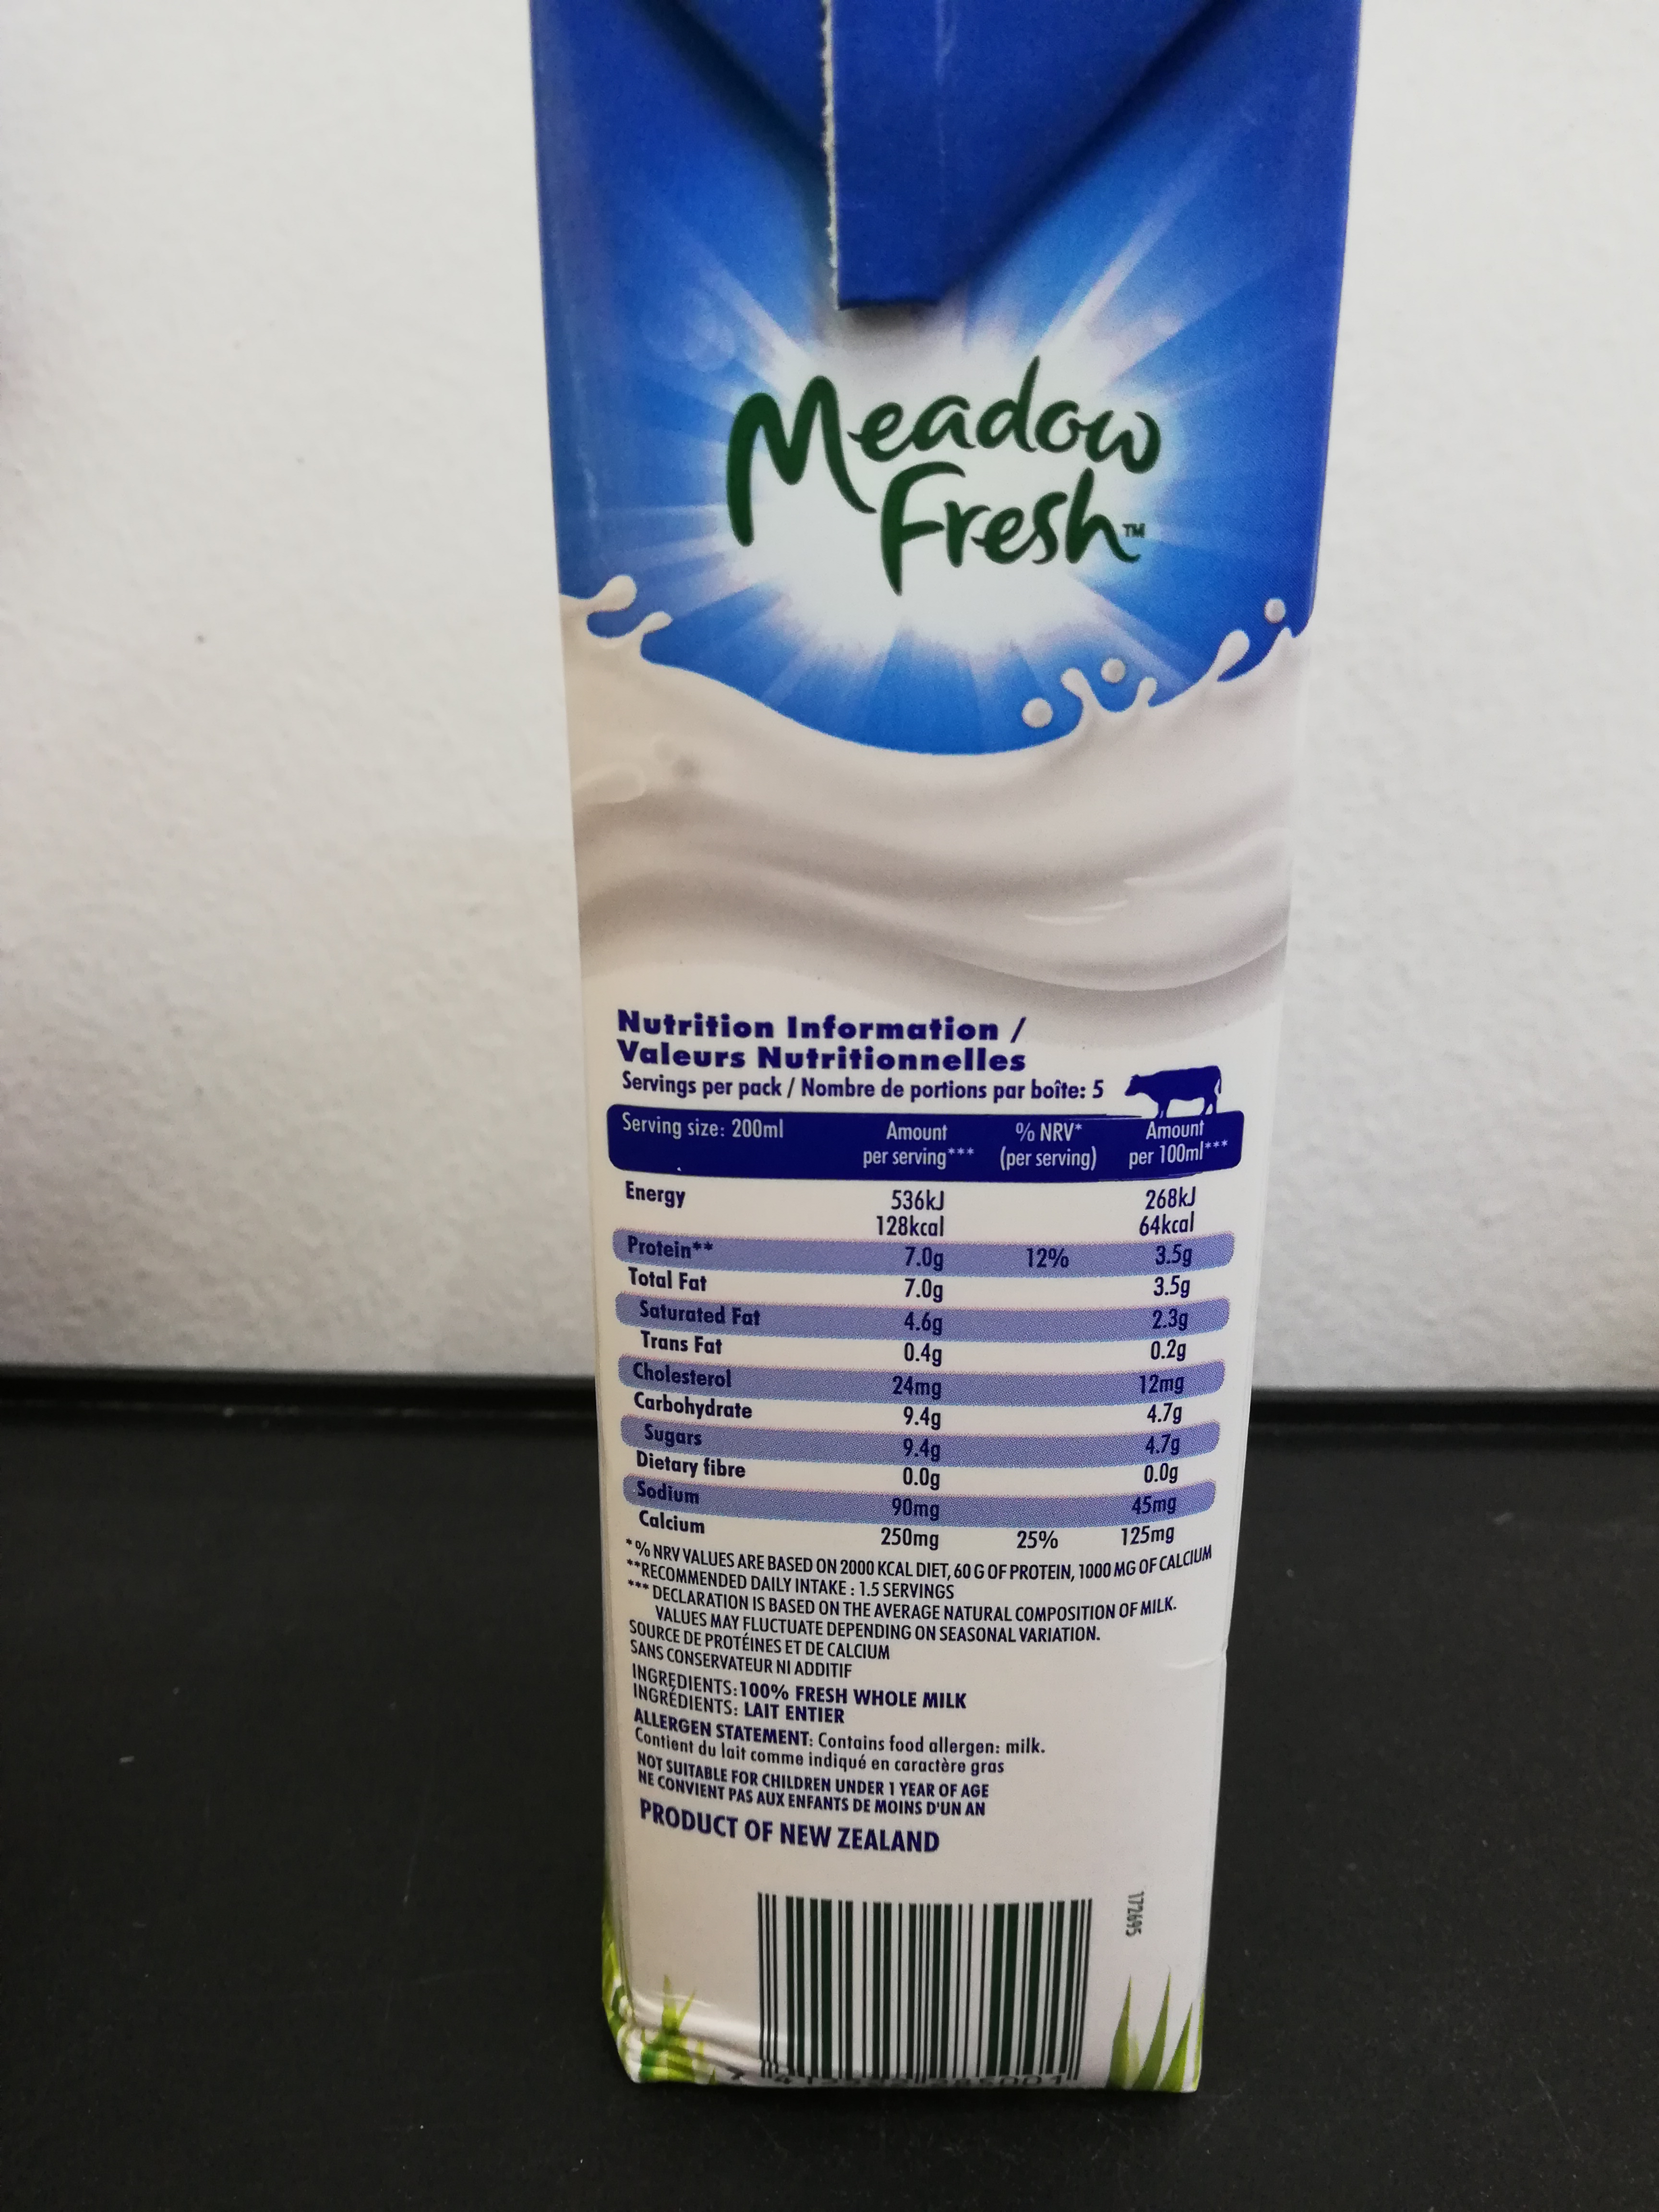 Meadow
Fresh™
Nutrition Information /
Valeurs Nutritionnelles
Servings per pack / Nombre de portions par boîte: 5
Serving size: 200ml Amount per serving*** % NRV* (per serving) Amount per 100ml***
Energy 536kJ 268kJ
128kcal 64kcal
Protein** 7.0g 12% 3.5g
Total Fat 7.0g 3.5g
Saturated Fat 4.6g 2.3g
Trans Fat 0.4g 0.2g
Cholesterol 24mg 12mg
Carbohydrate 9.4g 4.7g
Sugars 9.4g 4.7g
Dietary fibre 0.0g 0.0g
Sodium 90mg 45mg
Calcium 250mg 25% 125mg
*% NRV VALUES ARE BASED ON 2000 KCAL DIET, 60 G OF PROTEIN, 1000 MG OF CALCIUM
**RECOMMENDED DAILY INTAKE : 1.5 SERVINGS
*** DECLARATION IS BASED ON THE AVERAGE NATURAL COMPOSITION OF MILK.
VALUES MAY FLUCTUATE DEPENDING ON SEASONAL VARIATION.
SOURCE DE PROTÉINES ET DE CALCIUM
SANS CONSERVATEUR NI ADDITIF
INGREDIENTS:100% FRESH WHOLE MILK
INGRÉDIENTS: LAIT ENTIER
ALLERGEN STATEMENT: Contains food allergen: milk.
Contient du lait comme indiqué en caractère gras
NOT SUITABLE FOR CHILDREN UNDER 1 YEAR OF AGE
NE CONVIENT PAS AUX ENFANTS DE MOINS D'UN AN
PRODUCT OF NEW ZEALAND
172695